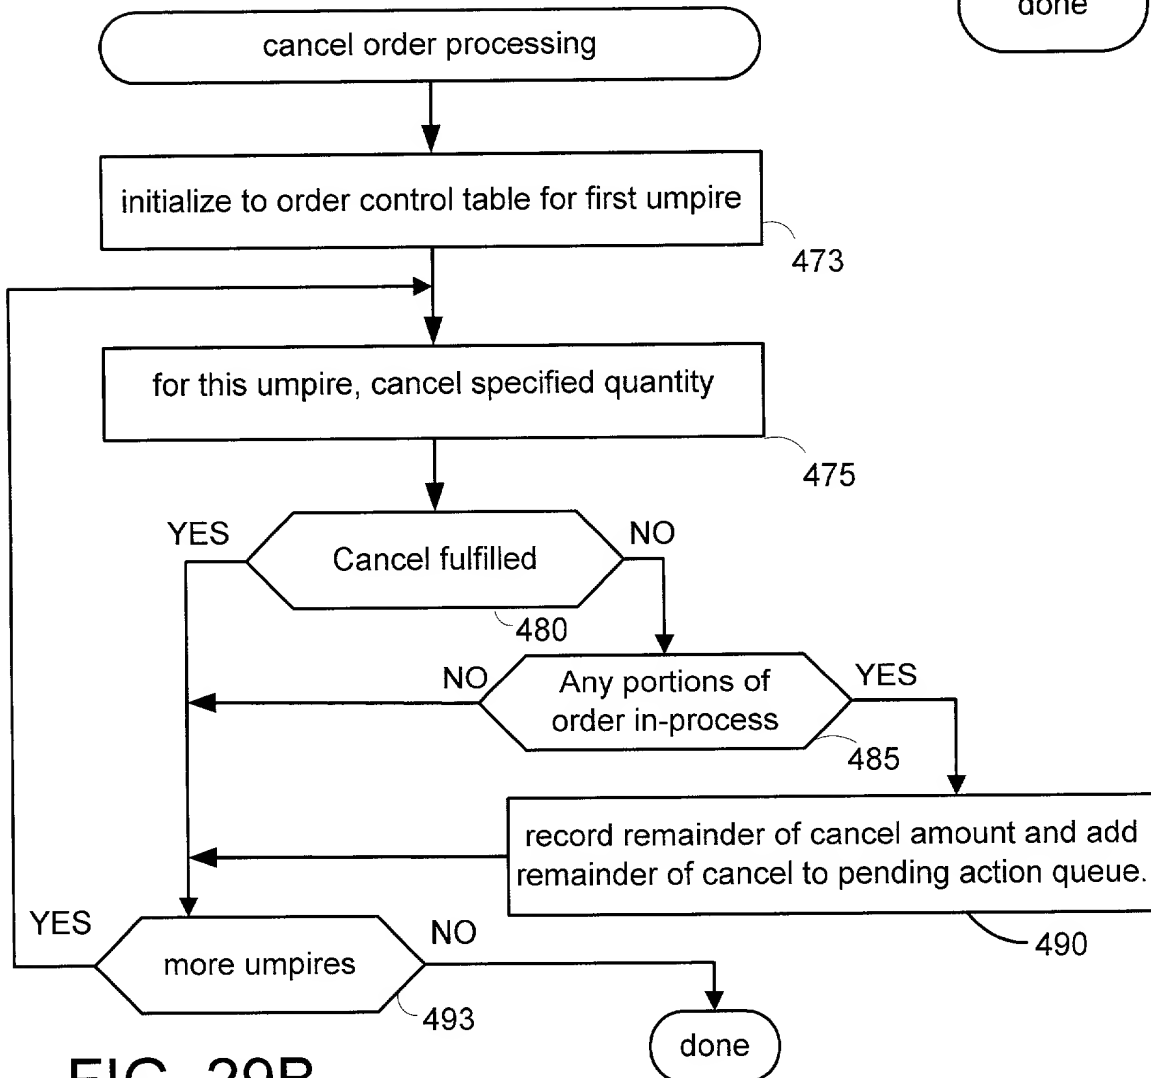 done
cancel order processing
initialize to order control table for first umpire
473
for this umpire, cancel specified quantity
475
YES
NO
Cancel fulfilled
480
NO
Any portions of
order in-process
YES
485
record remainder of cancel amount and add
remainder of cancel to pending action queue.
490
YES
NO
more umpires
493
done
FIG. 29B